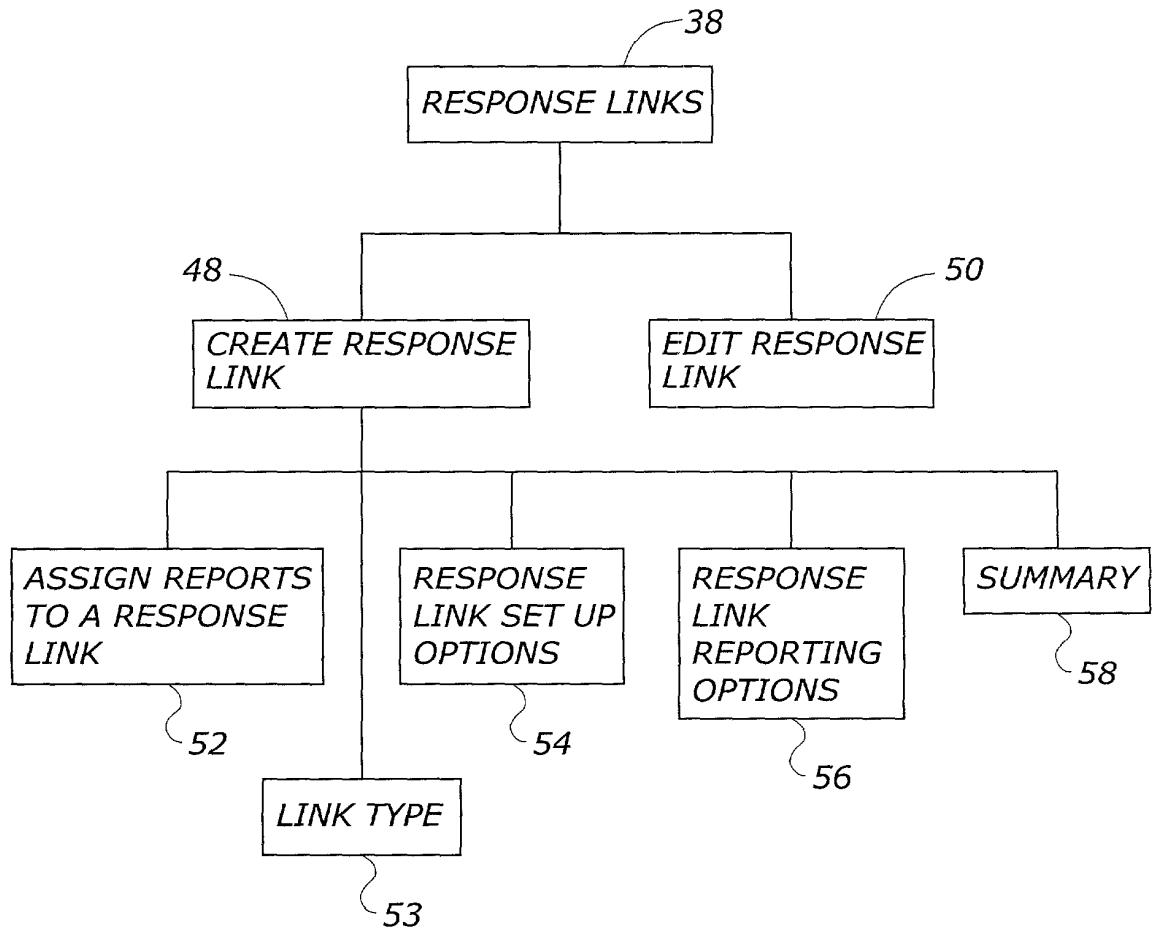 38
RESPONSE LINKS
48
50
CREATE RESPONSE
LINK
EDIT RESPONSE
LINK
ASSIGN REPORTS
TO A RESPONSE
LINK
RESPONSE
LINK SET UP
OPTIONS
RESPONSE
LINK
REPORTING
OPTIONS
SUMMARY
52
54
56
58
LINK TYPE
53